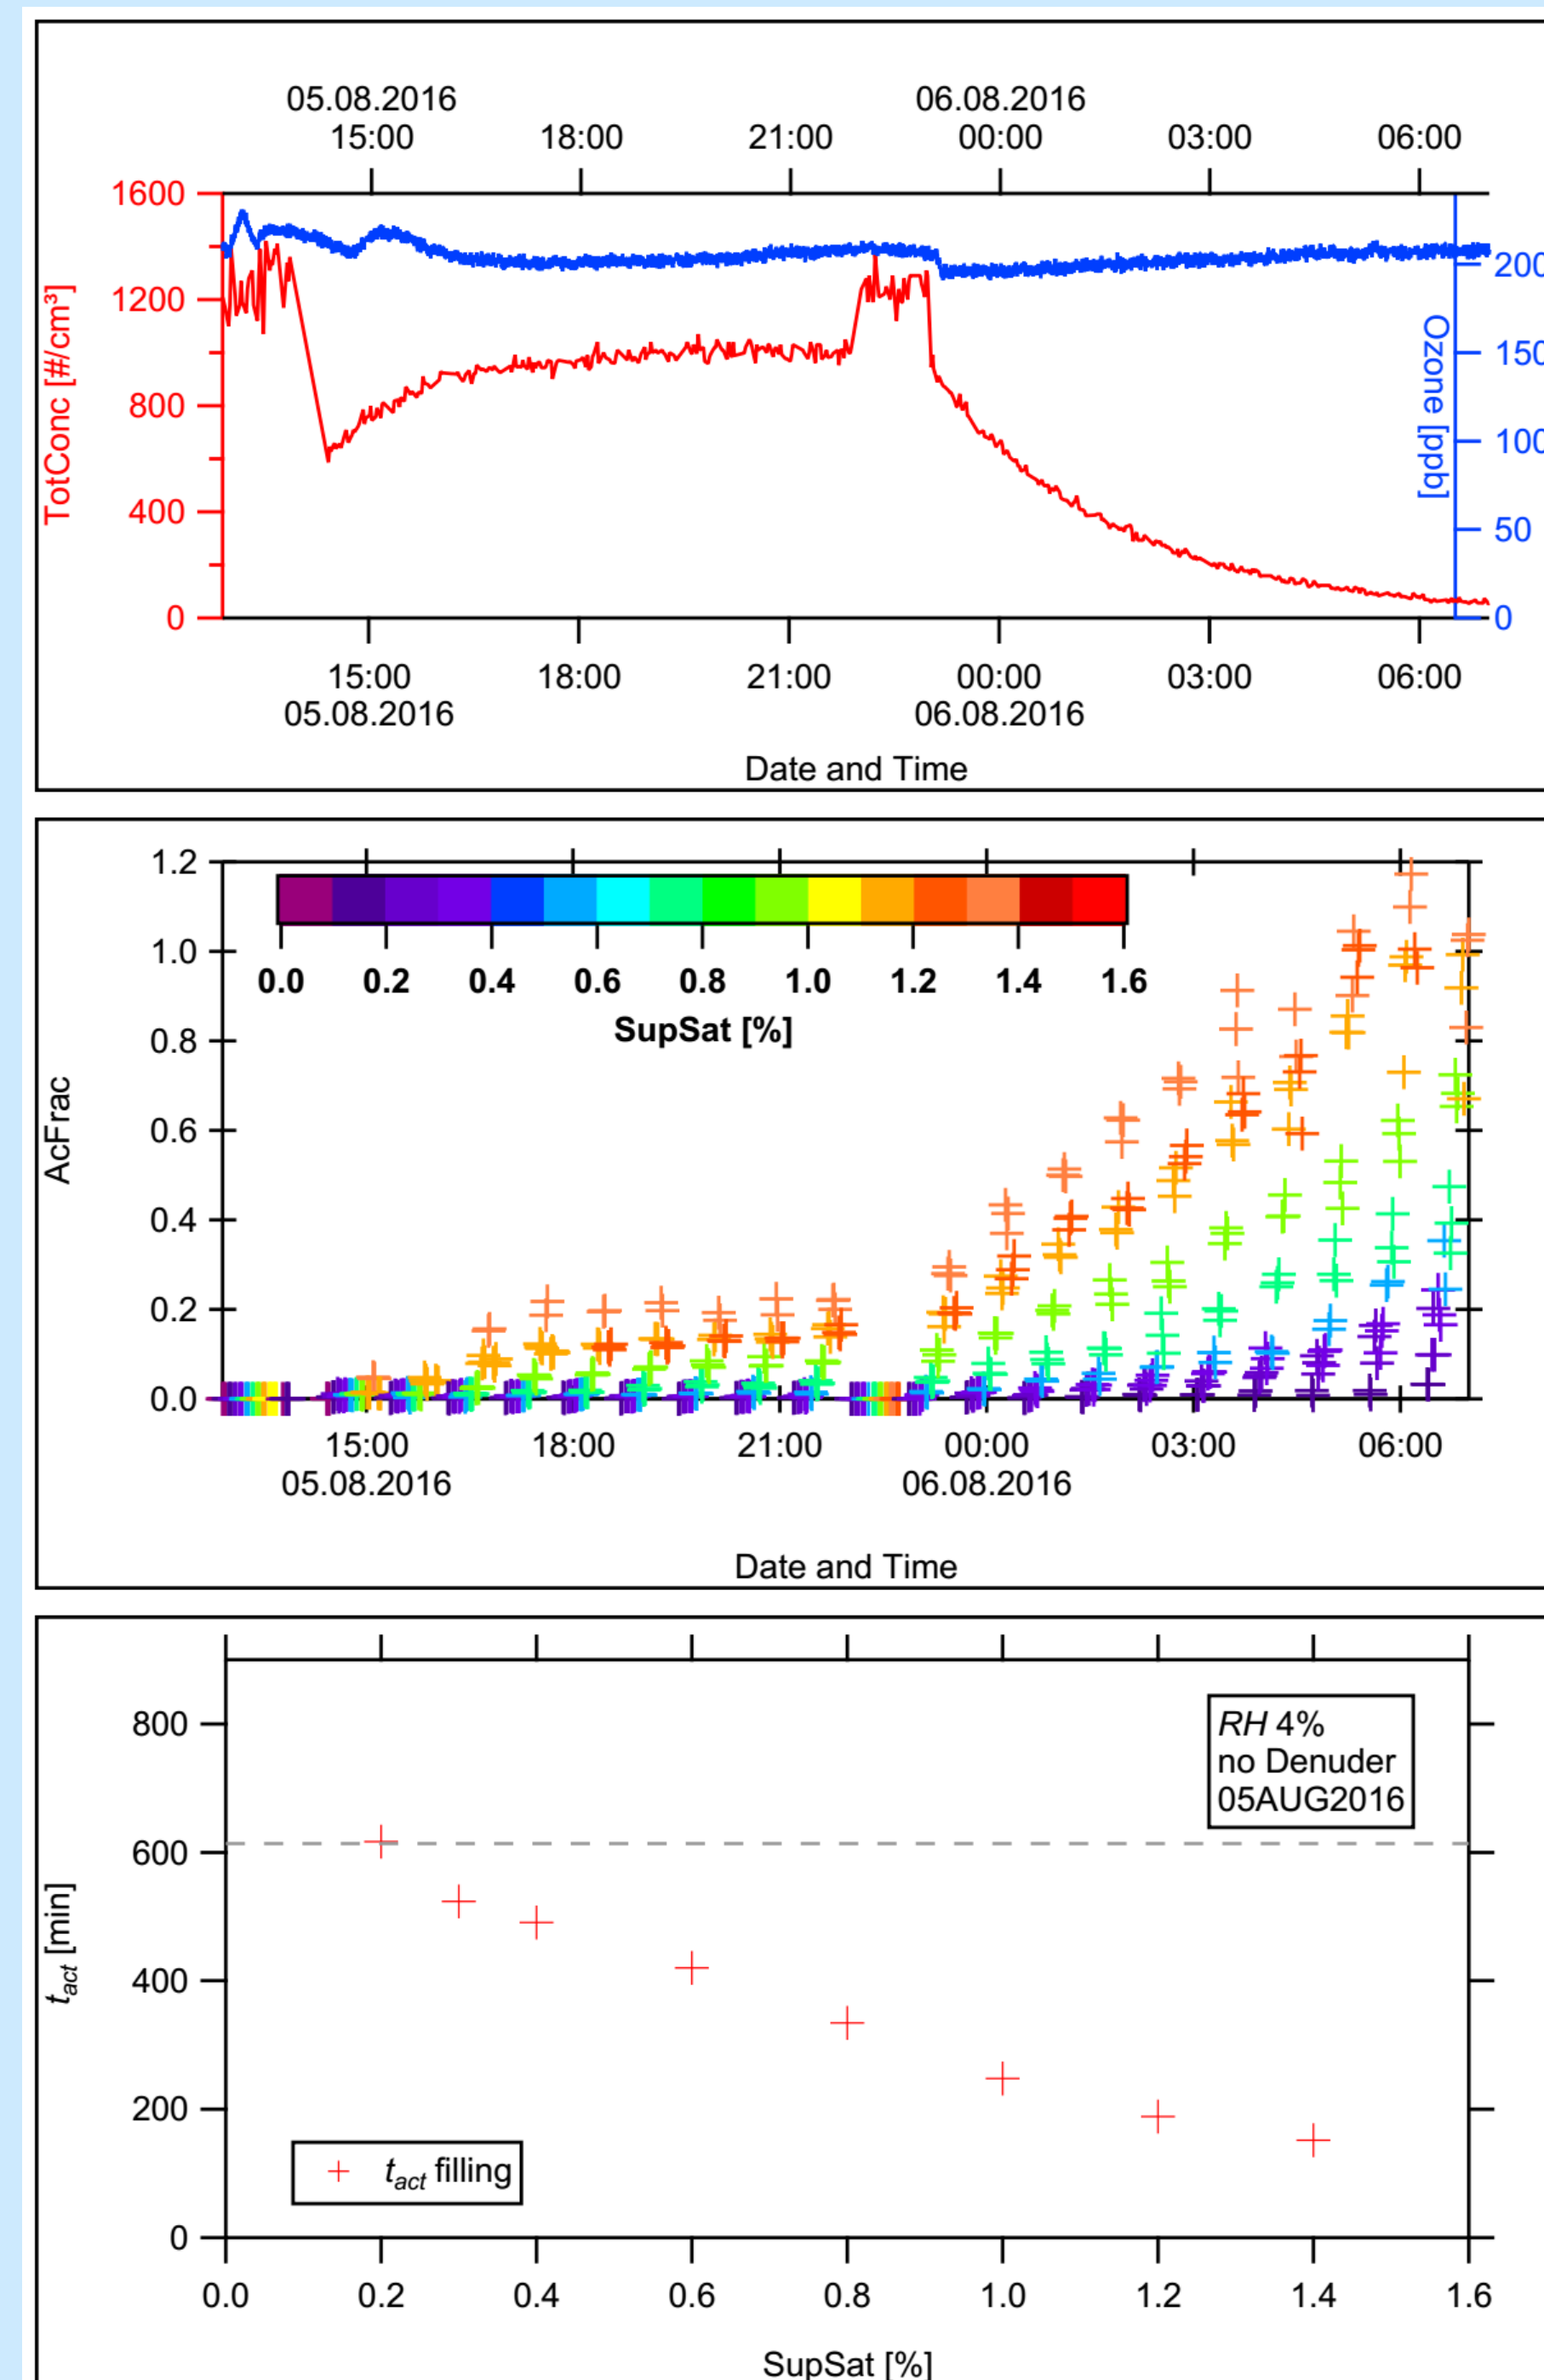 05.08.2016 06.08.2016
15:00 18:00 21:00 00:00 03:00 06:00
1600
1200
800
400
0
TotConc [#/cm³]
200
150
100
50
0
Ozone [ppb]
15:00 18:00 21:00 00:00 03:00 06:00
05.08.2016 06.08.2016
Date and Time
1.2
1.0
0.8
0.6
0.4
0.2
0.0
AcFrac
0.0 0.2 0.4 0.6 0.8 1.0 1.2 1.4 1.6
SupSat [%]
15:00 18:00 21:00 00:00 03:00 06:00
05.08.2016 06.08.2016
Date and Time
800
600
400
200
0
tact [min]
RH 4%
no Denuder
05AUG2016
tact filling
0.0 0.2 0.4 0.6 0.8 1.0 1.2 1.4 1.6
SupSat [%]